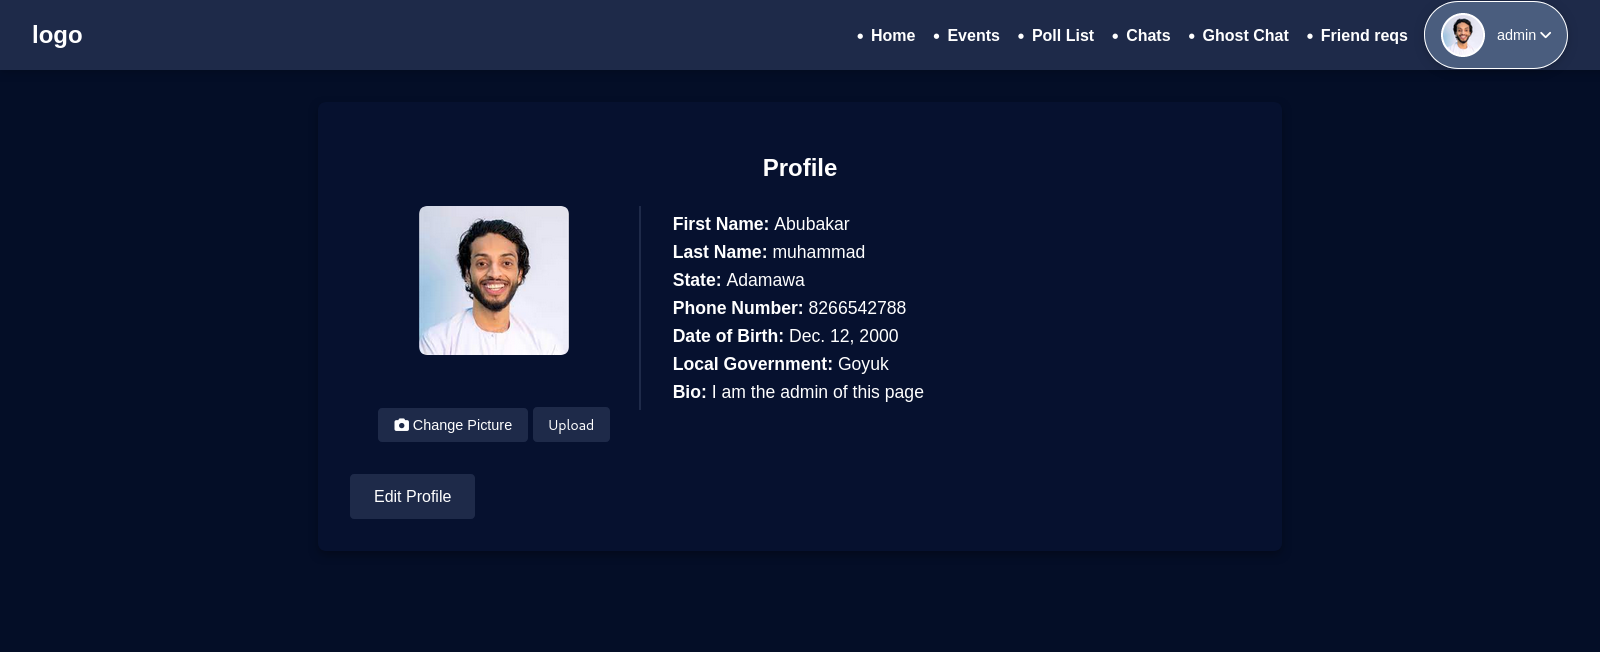 logo
• Home • Events • Poll List • Chats • Ghost Chat • Friend reqs admin
Profile
First Name: Abubakar
Last Name: muhammad
State: Adamawa
Phone Number: 8266542788
Date of Birth: Dec. 12, 2000
Local Government: Goyuk
Bio: I am the admin of this page
Change Picture Upload
Edit Profile